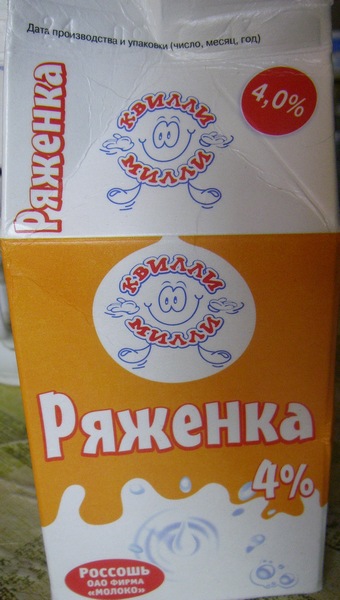 Дата производства и упаковки (число, месяц, год)
Ряженка
КВИЛЛИ
МИЛЛИ
4,0%
КВИЛЛИ
МИЛЛИ
Ряженка
4%
РОССОШЬ
ОАО ФИРМА
«МОЛОКО»